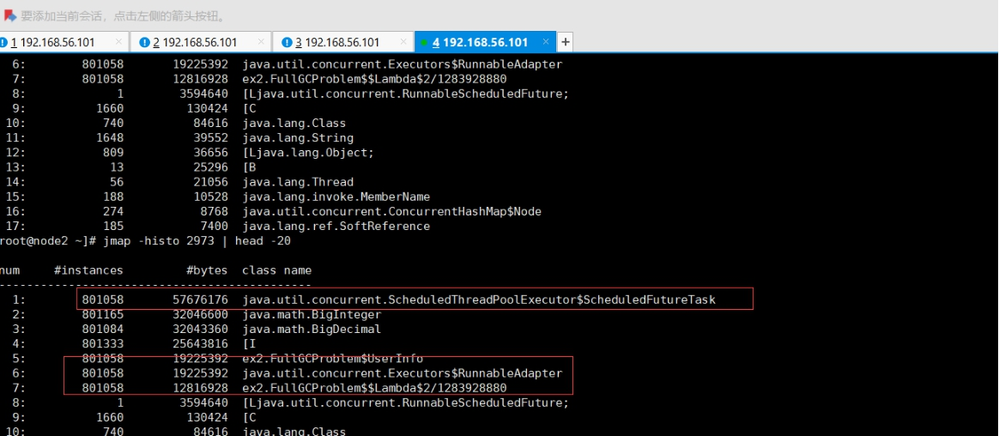 要添加当前会话，点击左侧的箭头按钮。
1 192.168.56.101 × 2 192.168.56.101 × 3 192.168.56.101 × 4 192.168.56.101 × +
6: 801058 19225392 java.util.concurrent.Executors$RunnableAdapter
7: 801058 12816928 ex2.FullGCProblem$$Lambda$2/1283928880
8: 1 3594640 [Ljava.util.concurrent.RunnableScheduledFuture;
9: 1660 130424 [C
10: 740 84616 java.lang.Class
11: 1648 39552 java.lang.String
12: 809 36656 [Ljava.lang.Object;
13: 13 25296 [B
14: 56 21056 java.lang.Thread
15: 188 10528 java.lang.invoke.MemberName
16: 274 8768 java.util.concurrent.ConcurrentHashMap$Node
17: 185 7400 java.lang.ref.SoftReference
root@node2 ~]# jmap -histo 2973 | head -20
num #instances #bytes class name
----------------------------------------------
1: 801058 57676176 java.util.concurrent.ScheduledThreadPoolExecutor$ScheduledFutureTask
2: 801165 32046600 java.math.BigInteger
3: 801084 32043360 java.math.BigDecimal
4: 801333 25643816 [I
5: 801058 19225392 ex2.FullGCProblem$UserInfo
6: 801058 19225392 java.util.concurrent.Executors$RunnableAdapter
7: 801058 12816928 ex2.FullGCProblem$$Lambda$2/1283928880
8: 1 3594640 [Ljava.util.concurrent.RunnableScheduledFuture;
9: 1660 130424 [C
10: 740 84616 java.lang.Class